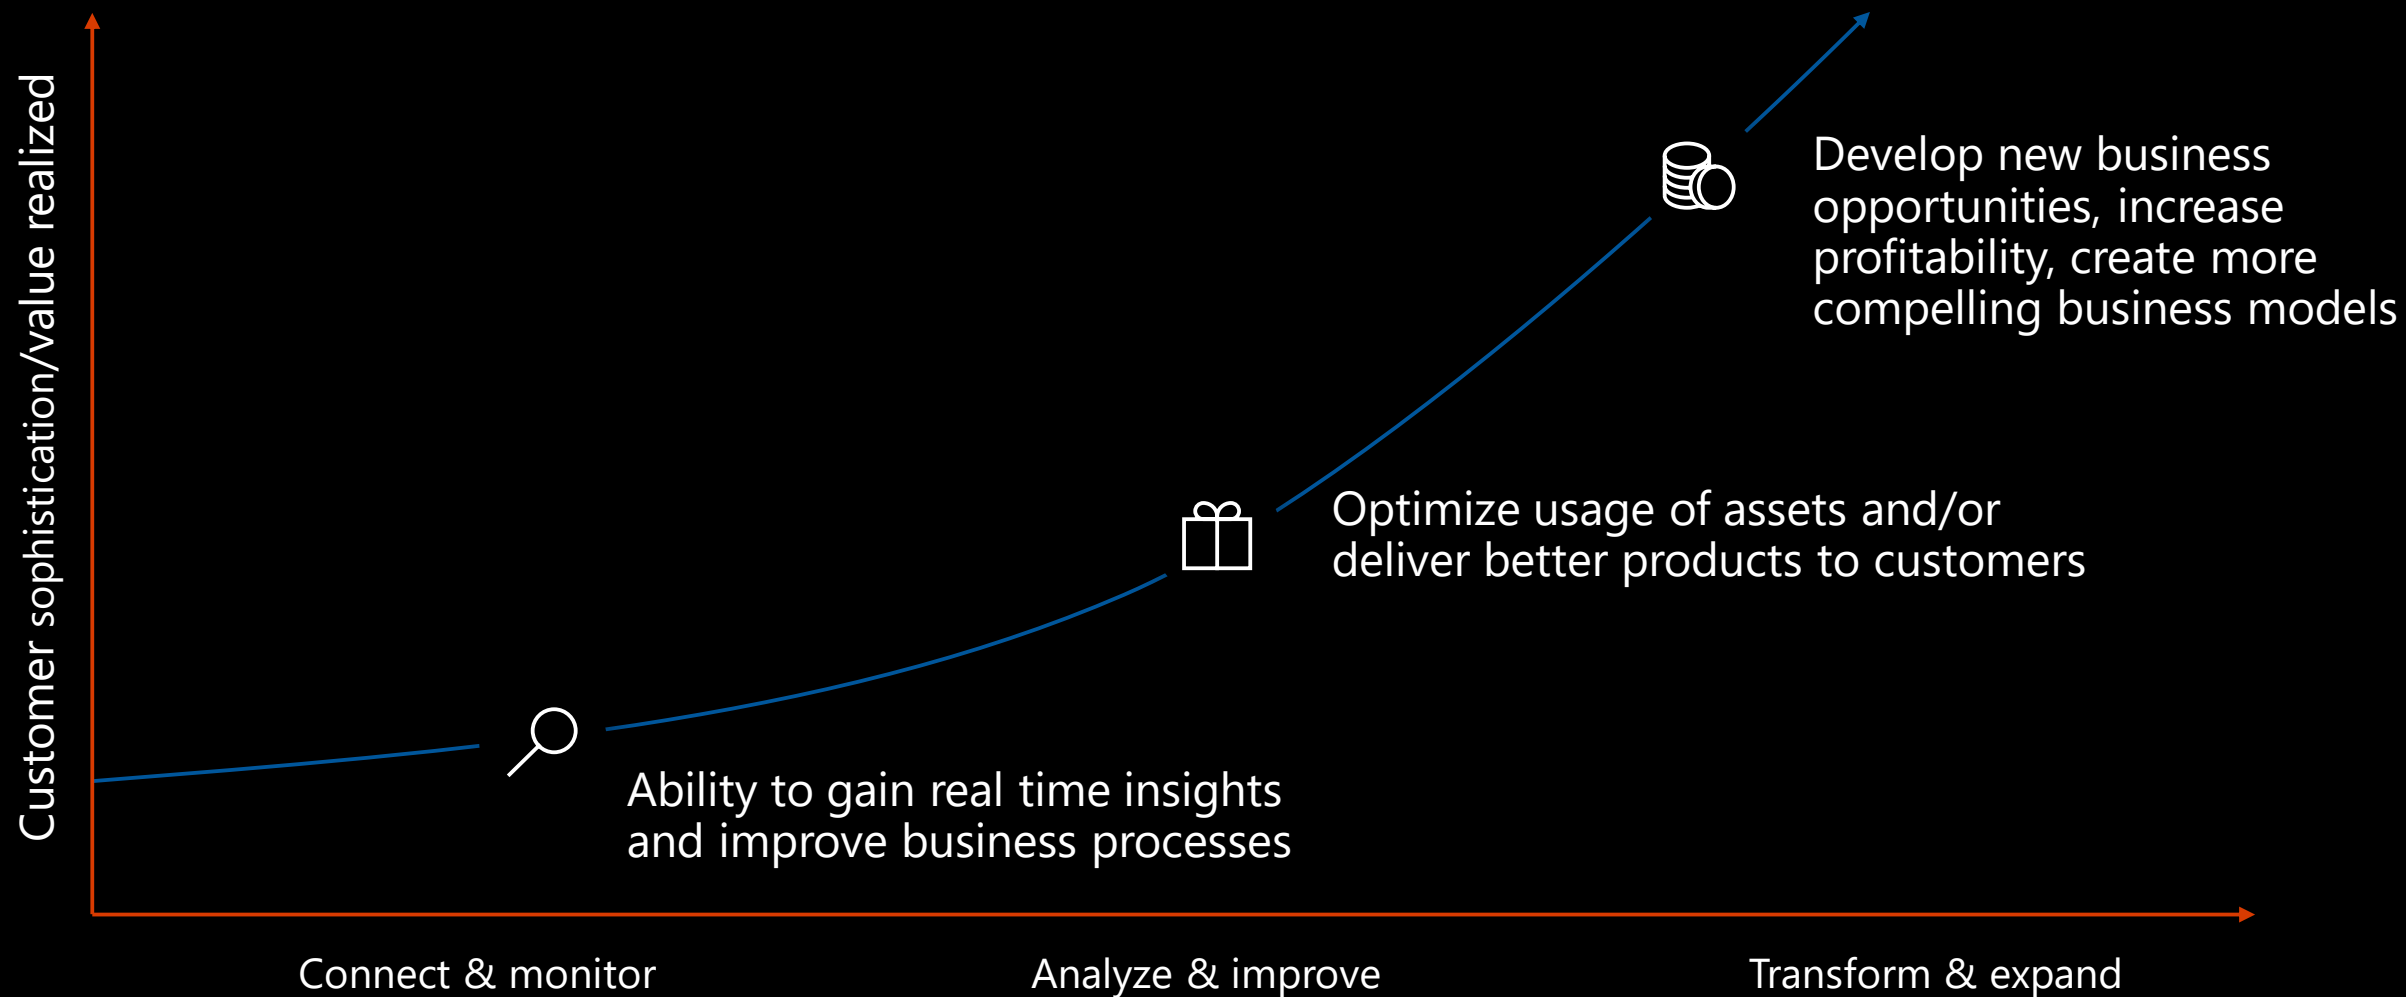 Customer sophistication/value realized
Develop new business
opportunities, increase
profitability, create more
compelling business models
Optimize usage of assets and/or
deliver better products to customers
Ability to gain real time insights
and improve business processes
Connect & monitor
Analyze & improve
Transform & expand